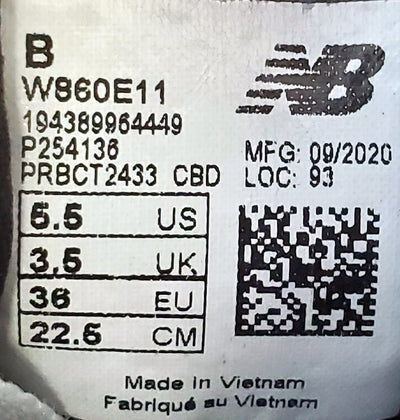 B
W860E11
194389964449
P254136
PRBCT2433 CBD
NB
MFG: 09/2020
LOC: 93
5.5 US
3.5 UK
36 EU
22.5 CM
Made in Vietnam
Fabriqué au Vietnam